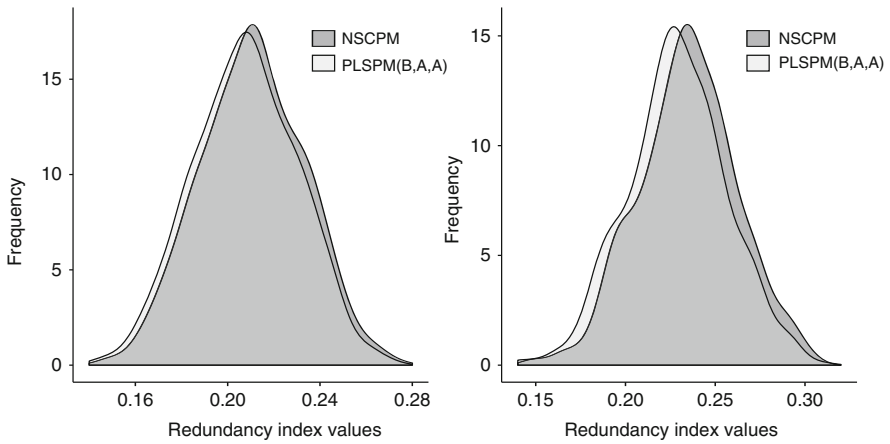 NSCPM
PLSPM(B,A,A)
Frequency
15
10
5
0
0.16 0.20 0.24 0.28
Redundancy index values
NSCPM
PLSPM(B,A,A)
Frequency
15
10
5
0
0.15 0.20 0.25 0.30
Redundancy index values